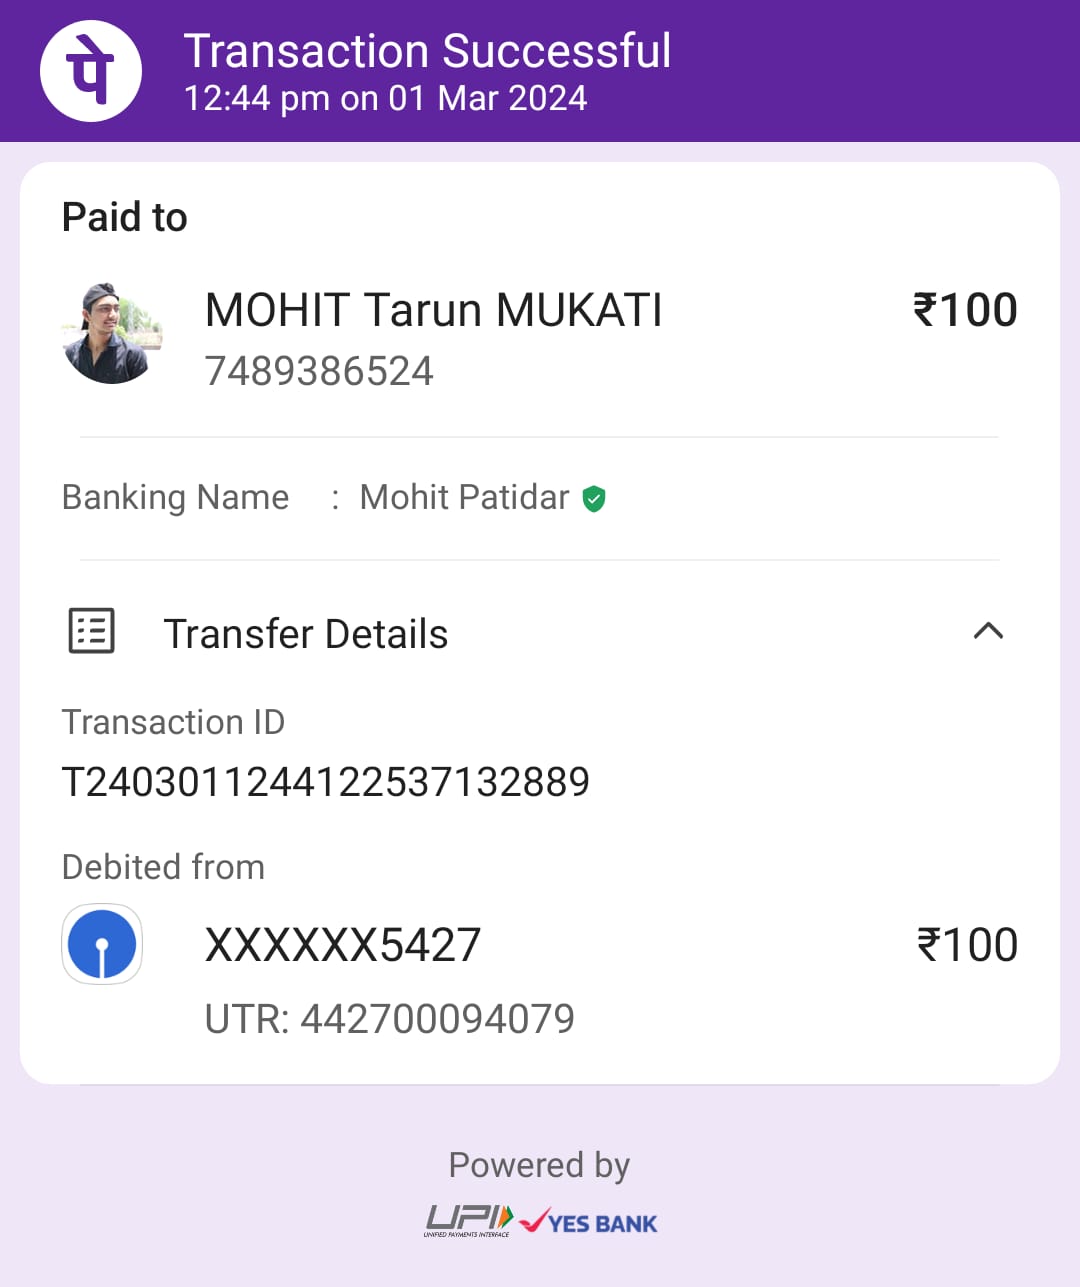 पे
Transaction Successful
12:44 pm on 01 Mar 2024
Paid to
MOHIT Tarun MUKATI ₹100
7489386524
Banking Name : Mohit Patidar
Transfer Details
Transaction ID
T2403011244122537132889
Debited from
XXXXXX5427 ₹100
UTR: 442700094079
Powered by
UPI YES BANK
UNIFIED PAYMENTS INTERFACE